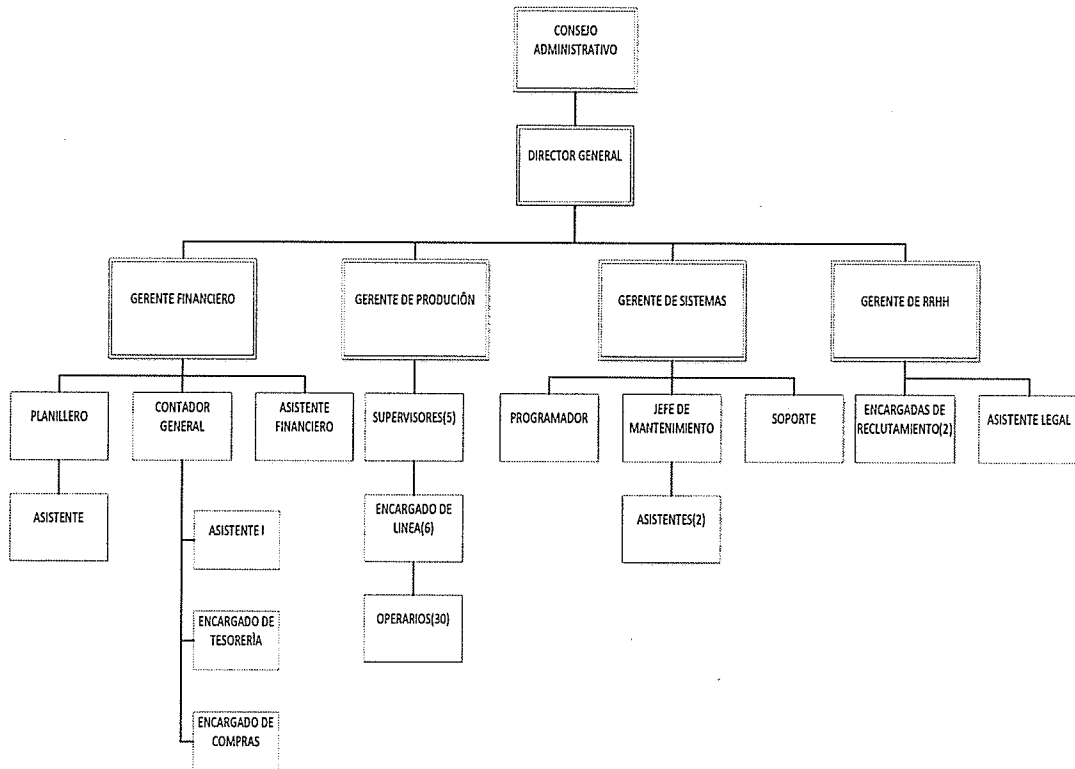 CONSEJO
ADMINISTRATIVO
DIRECTOR GENERAL
GERENTE FINANCIERO
GERENTE DE PRODUCIÔN
GERENTE DE SISTEMAS
GERENTE DE RRHH
PLANILLERO
CONTADOR
GENERAL
ASISTENTE
FINANCIERO
SUPERVISORES(5)
PROGRAMADOR
JEFE DE
MANTENIMIENTO
SOPORTE
ENCARGADAS DE
RECLUTAMIENTO(2)
ASISTENTE LEGAL
ASISTENTE
ASISTENTE I
ENCARGADO DE
LINEA(6)
ASISTENTES(2)
ENCARGADO DE
TESORERÌA
OPERARIOS(30)
ENCARGADO DE
COMPRAS